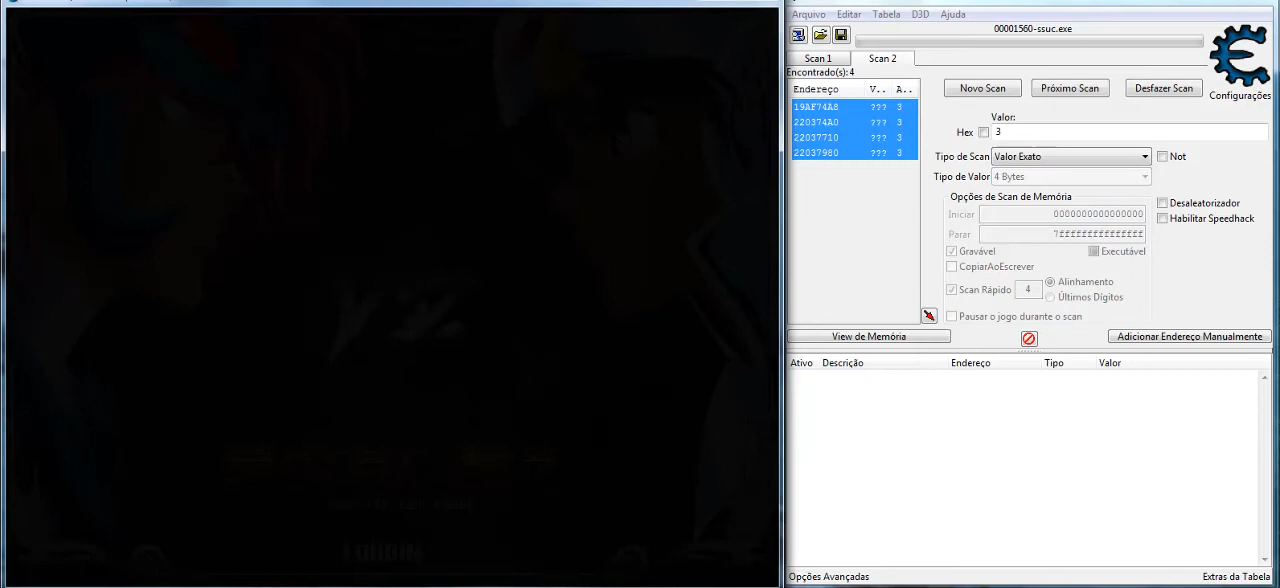 Arquivo Editar Tabela D3D Ajuda
00001560-ssuc.exe
Scan 1 Scan 2
Encontrado(s):4
Endereço V.. A..
19AF74A8 ??? 3
220374A0 ??? 3
22037710 ??? 3
22037980 ??? 3
Novo Scan Próximo Scan Desfazer Scan
Configurações
Valor:
Hex 3
Tipo de Scan Valor Exato Not
Tipo de Valor 4 Bytes
Opções de Scan de Memória
Iniciar 0000000000000000
Parar 7fffffffffffffff
Gravável Executável
CopiarAoEscrever
Scan Rápido 4 Alinhamento
Últimos Dígitos
Pausar o jogo durante o scan
Desaleatorizador
Habilitar Speedhack
View de Memória Adicionar Endereço Manualmente
Ativo Descrição Endereço Tipo Valor
Opções Avançadas Extras da Tabela